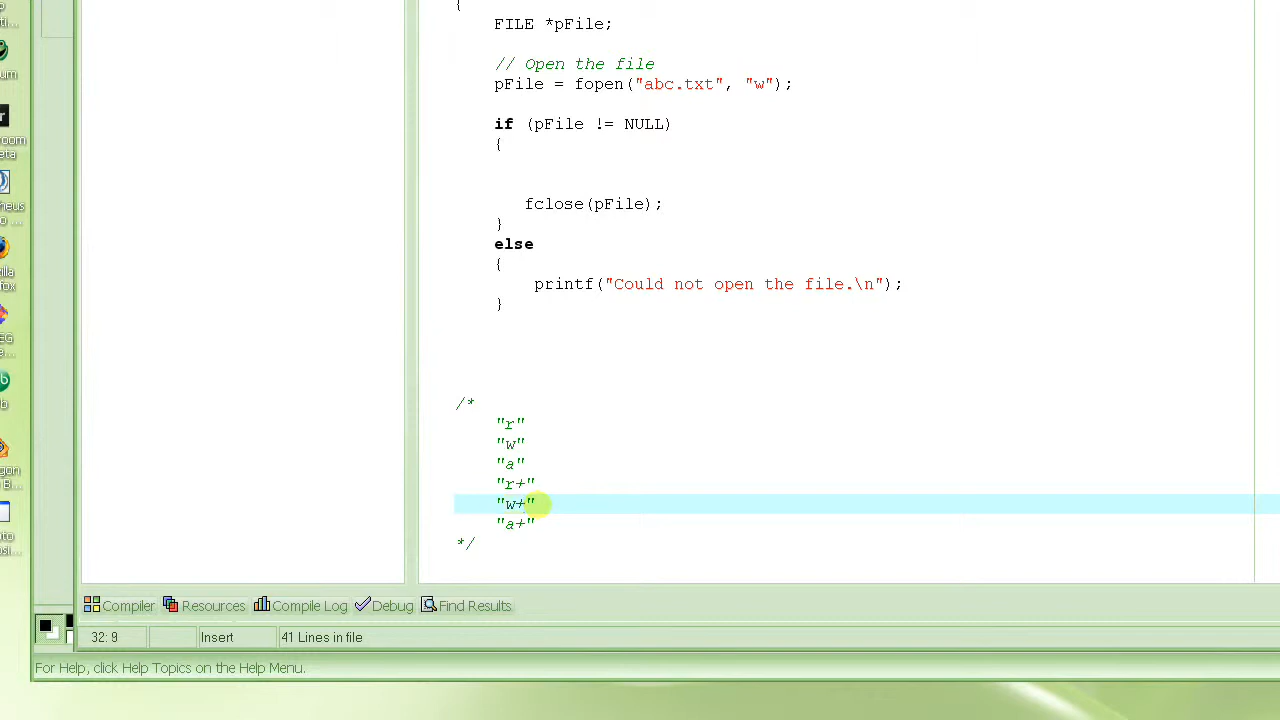 {
FILE *pFile;
// Open the file
pFile = fopen("abc.txt", "w");
if (pFile != NULL)
{
fclose(pFile);
}
else
{
printf("Could not open the file.\n");
}
/*
"r"
"w"
"a"
"r+"
"w+"
"a+"
*/
Compiler Resources Compile Log Debug Find Results
32: 9 Insert 41 Lines in file
For Help, click Help Topics on the Help Menu.